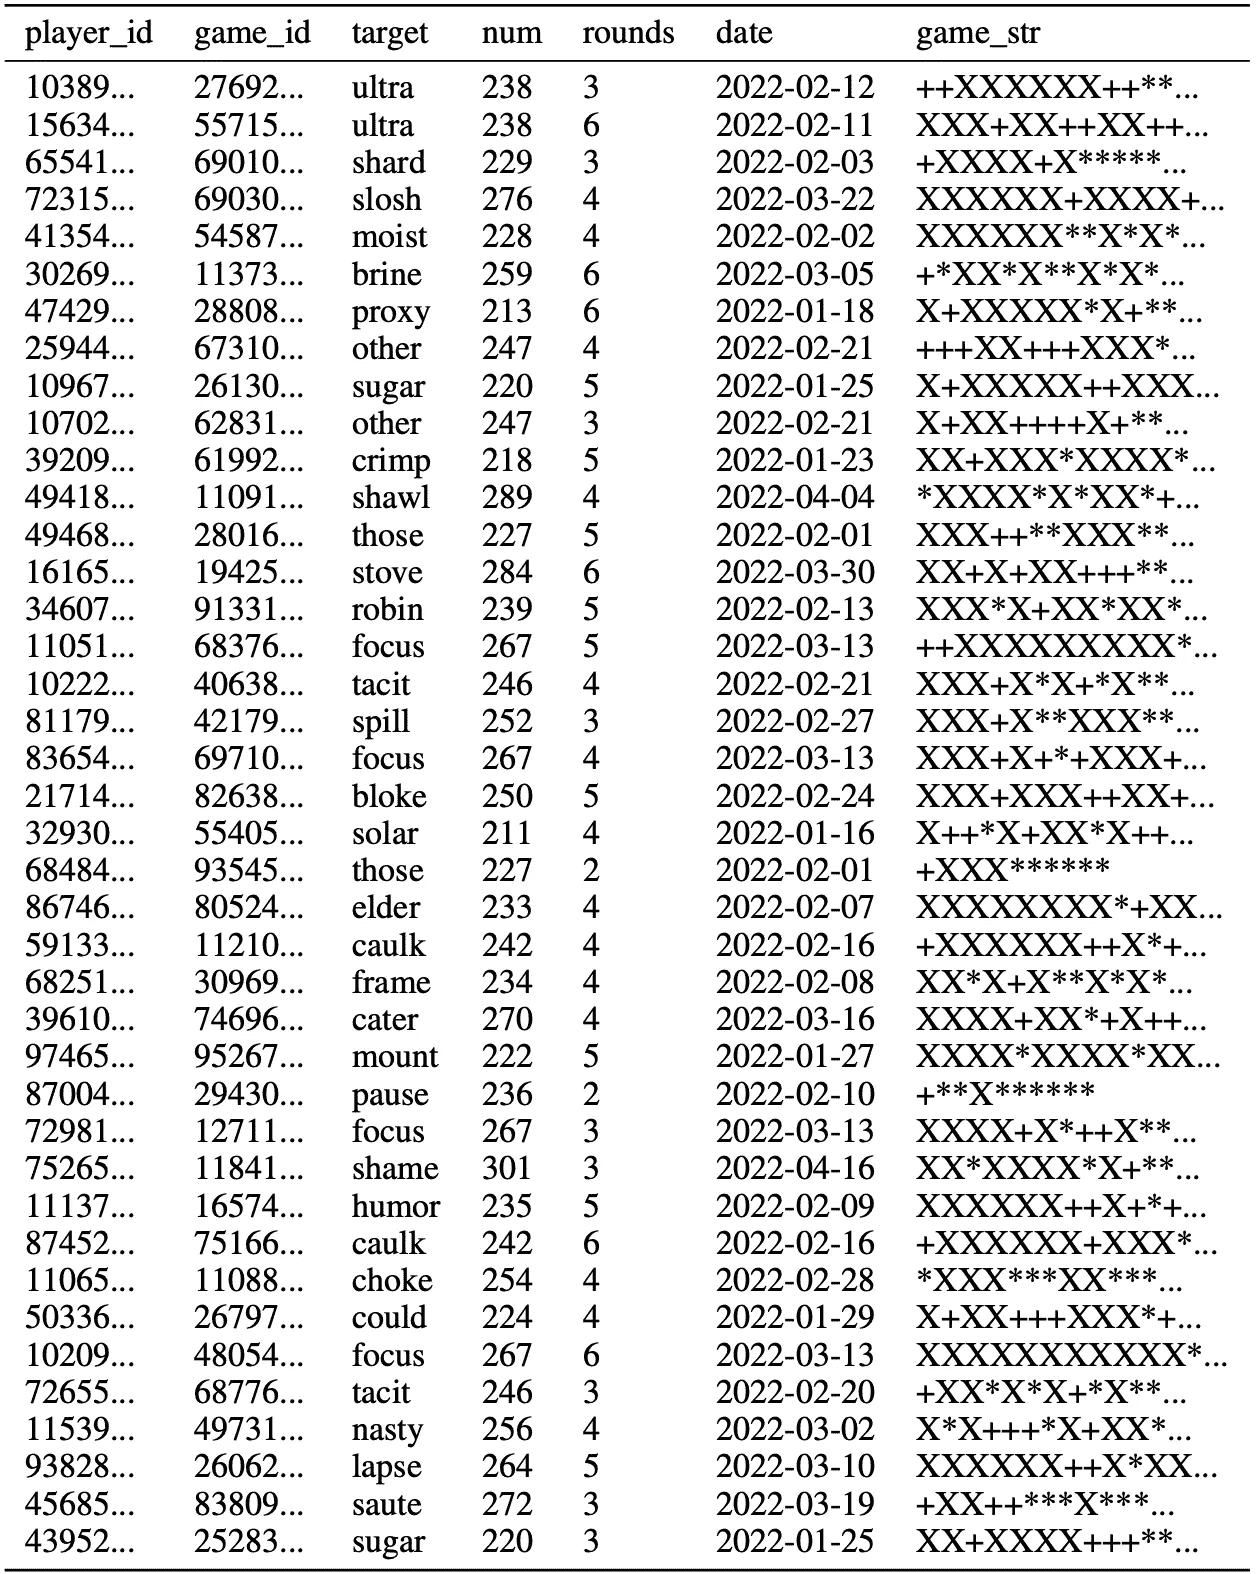 player_id game_id target num rounds date game_str
10389... 27692... ultra 238 3 2022-02-12 ++XXXXXX++**...
15634... 55715... ultra 238 6 2022-02-11 XXX+XX++XX++...
65541... 69010... shard 229 3 2022-02-03 +XXXX+X*****...
72315... 69030... slosh 276 4 2022-03-22 XXXXXX+XXXX+...
41354... 54587... moist 228 4 2022-02-02 XXXXXX**X*X*...
30269... 11373... brine 259 6 2022-03-05 +*XX*X**X*X*...
47429... 28808... proxy 213 6 2022-01-18 X+XXXXX*X+**...
25944... 67310... other 247 4 2022-02-21 +++XX+++XXX*...
10967... 26130... sugar 220 5 2022-01-25 X+XXXXX++XXX...
10702... 62831... other 247 3 2022-02-21 X+XX++++X+**...
39209... 61992... crimp 218 5 2022-01-23 XX+XXX*XXXX*...
49418... 11091... shawl 289 4 2022-04-04 *XXXX*X*XX*+...
49468... 28016... those 227 5 2022-02-01 XXX++**XXX**...
16165... 19425... stove 284 6 2022-03-30 XX+X+XX+++**...
34607... 91331... robin 239 5 2022-02-13 XXX*X+XX*XX*...
11051... 68376... focus 267 5 2022-03-13 ++XXXXXXXXX*...
10222... 40638... tacit 246 4 2022-02-21 XXX+X*X+*X**...
81179... 42179... spill 252 3 2022-02-27 XXX+X**XXX**...
83654... 69710... focus 267 4 2022-03-13 XXX+X+*+XXX+...
21714... 82638... bloke 250 5 2022-02-24 XXX+XXX++XX+...
32930... 55405... solar 211 4 2022-01-16 X++*X+XX*X++...
68484... 93545... those 227 2 2022-02-01 +XXX******
86746... 80524... elder 233 4 2022-02-07 XXXXXXXX*+XX...
59133... 11210... caulk 242 4 2022-02-16 +XXXXXX++X*+...
68251... 30969... frame 234 4 2022-02-08 XX*X+X**X*X*...
39610... 74696... cater 270 4 2022-03-16 XXXX+XX*+X++...
97465... 95267... mount 222 5 2022-01-27 XXXX*XXXX*XX...
87004... 29430... pause 236 2 2022-02-10 +**X******
72981... 12711... focus 267 3 2022-03-13 XXXX+X*++X**...
75265... 11841... shame 301 3 2022-04-16 XX*XXXX*X+**...
11137... 16574... humor 235 5 2022-02-09 XXXXXX++X+*+...
87452... 75166... caulk 242 6 2022-02-16 +XXXXXX+XXX*...
11065... 11088... choke 254 4 2022-02-28 *XXX***XX***...
50336... 26797... could 224 4 2022-01-29 X+XX+++XXX*+...
10209... 48054... focus 267 6 2022-03-13 XXXXXXXXXXX*...
72655... 68776... tacit 246 3 2022-02-20 +XX*X*X+*X**...
11539... 49731... nasty 256 4 2022-03-02 X*X+++*X+XX*...
93828... 26062... lapse 264 5 2022-03-10 XXXXXX++X*XX...
45685... 83809... saute 272 3 2022-03-19 +XX++***X***...
43952... 25283... sugar 220 3 2022-01-25 XX+XXXX+++**...